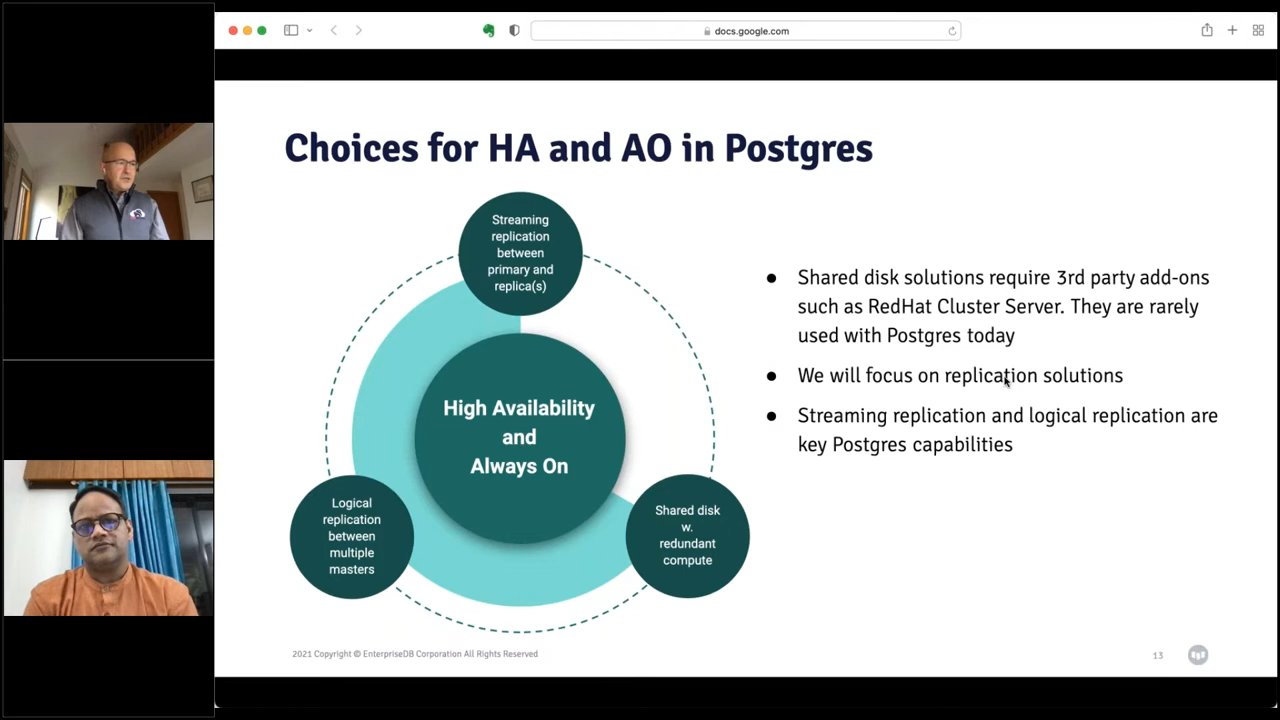 docs.google.com
Choices for HA and AO in Postgres
Streaming
replication
between
primary and
replica(s)
High Availability
and
Always On
Logical
replication
between
multiple
masters
Shared disk
w.
redundant
compute
● Shared disk solutions require 3rd party add-ons
such as RedHat Cluster Server. They are rarely
used with Postgres today
● We will focus on replication solutions
● Streaming replication and logical replication are
key Postgres capabilities
2021 Copyright © EnterpriseDB Corporation All Rights Reserved
13